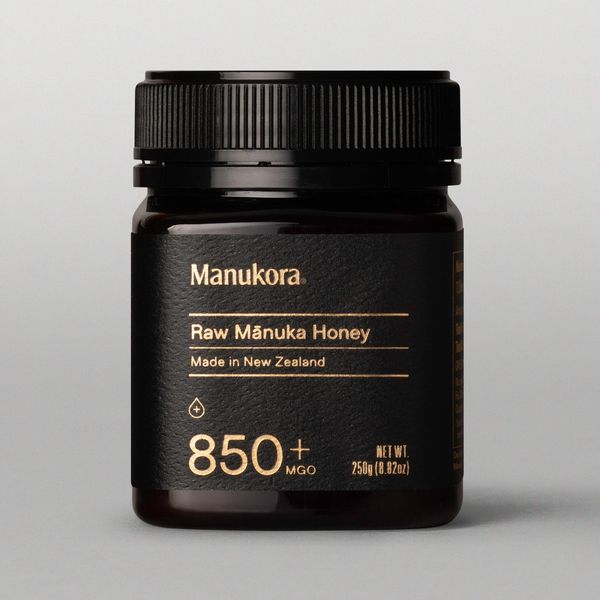 Manukora®
Raw Mānuka Honey
Made in New Zealand
850+
MGO
NET WT.
250g (8.82oz)